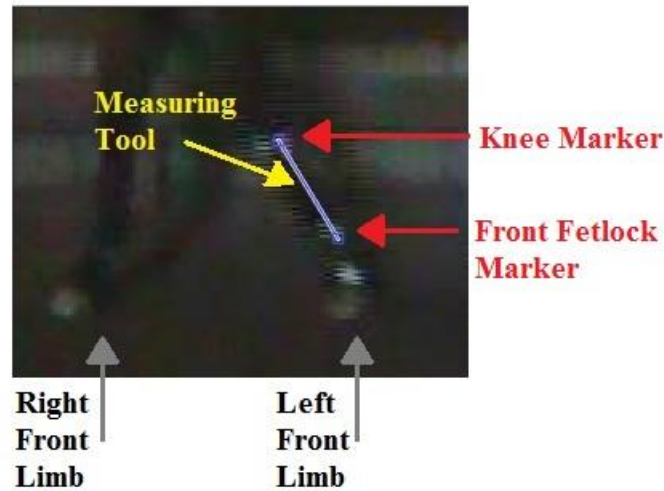 Measuring
Tool
Knee Marker
Front Fetlock
Marker
Right
Front
Limb
Left
Front
Limb